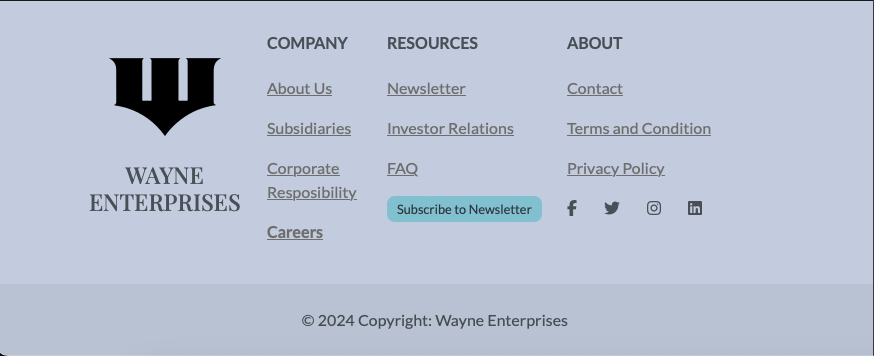 WAYNE
ENTERPRISES
COMPANY
About Us
Subsidiaries
Corporate
Resposibility
Careers
RESOURCES
Newsletter
Investor Relations
FAQ
Subscribe to Newsletter
ABOUT
Contact
Terms and Condition
Privacy Policy
© 2024 Copyright: Wayne Enterprises